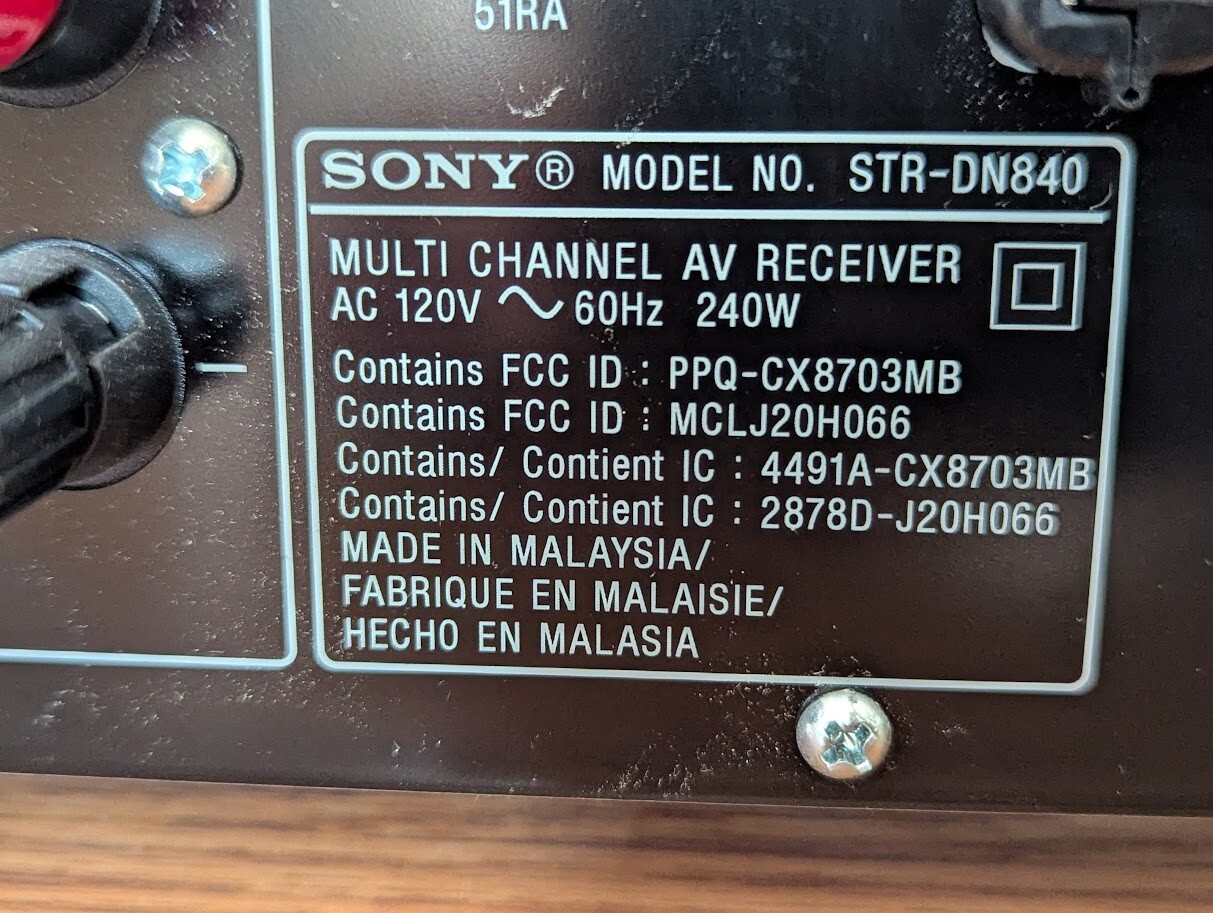 51RA
SONY® MODEL NO. STR-DN840
MULTI CHANNEL AV RECEIVER
AC 120V ~ 60Hz 240W
Contains FCC ID : PPQ-CX8703MB
Contains FCC ID : MCLJ20H066
Contains/ Contient IC : 4491A-CX8703MB
Contains/ Contient IC : 2878D-J20H066
MADE IN MALAYSIA/
FABRIQUE EN MALAISIE/
HECHO EN MALASIA